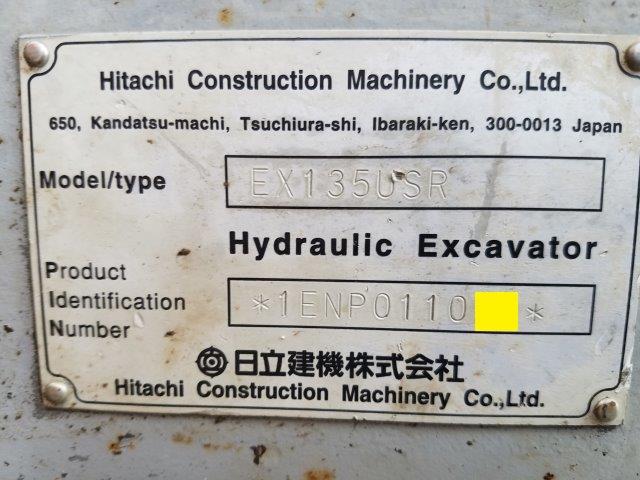 Hitachi Construction Machinery Co.,Ltd.
650, Kandatsu-machi, Tsuchiura-shi, Ibaraki-ken, 300-0013 Japan
Model/type EX135USR
Hydraulic Excavator
Product
Identification
Number
*1ENP0110 *
日立建機株式会社
Hitachi Construction Machinery Co.,Ltd.